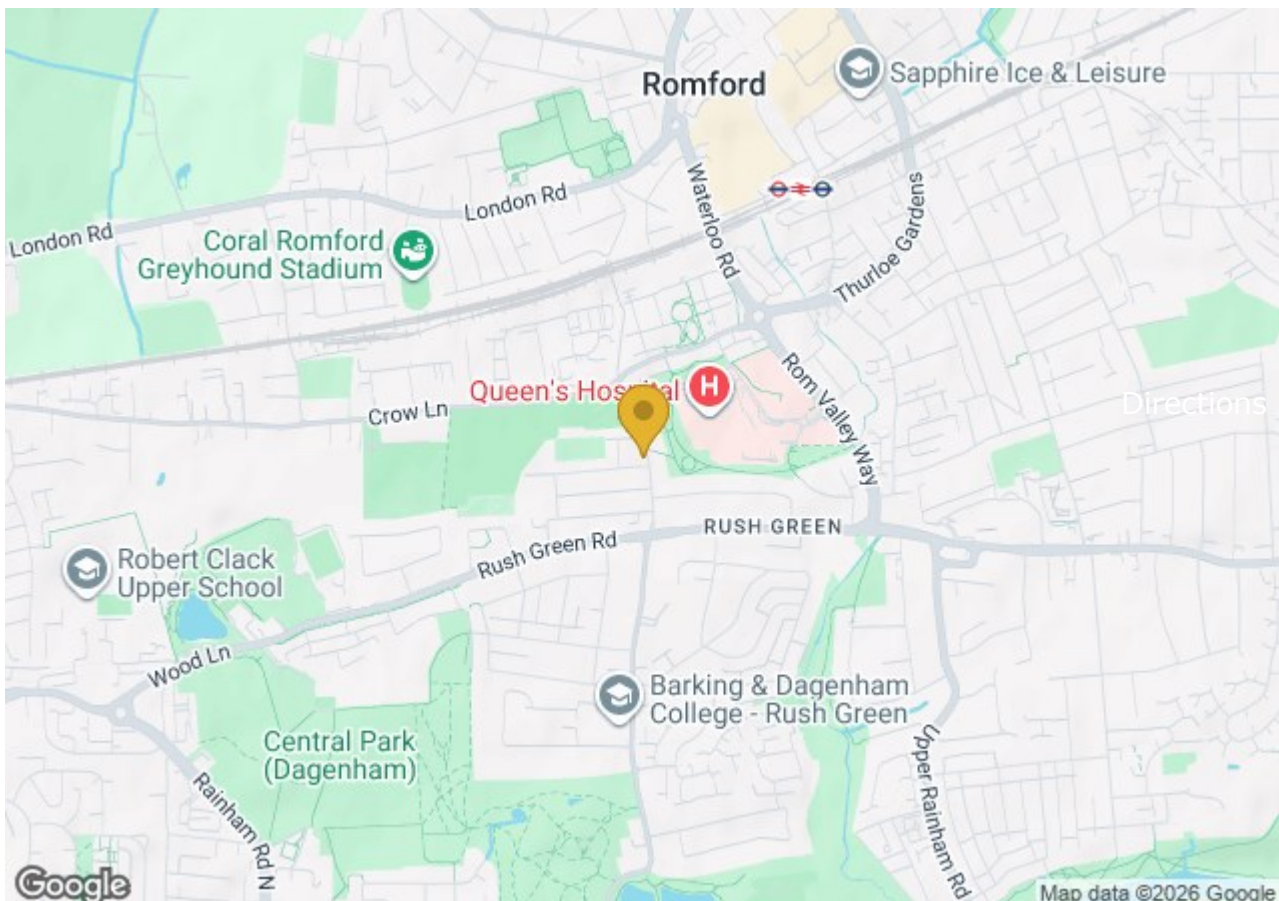 Romford
Sapphire Ice & Leisure
London Rd
Waterloo Rd
London Rd
Coral Romford
Greyhound Stadium
Thurloe Gardens
Queen's Hospital
H
Rom Valley Way
Crow Ln
Directions
RUSH GREEN
Rush Green Rd
Robert Clack
Upper School
Wood Ln
Barking & Dagenham
College - Rush Green
Central Park
(Dagenham)
Upper Rainham Rd
Rainham Rd N
Google
Map data ©2026 Google